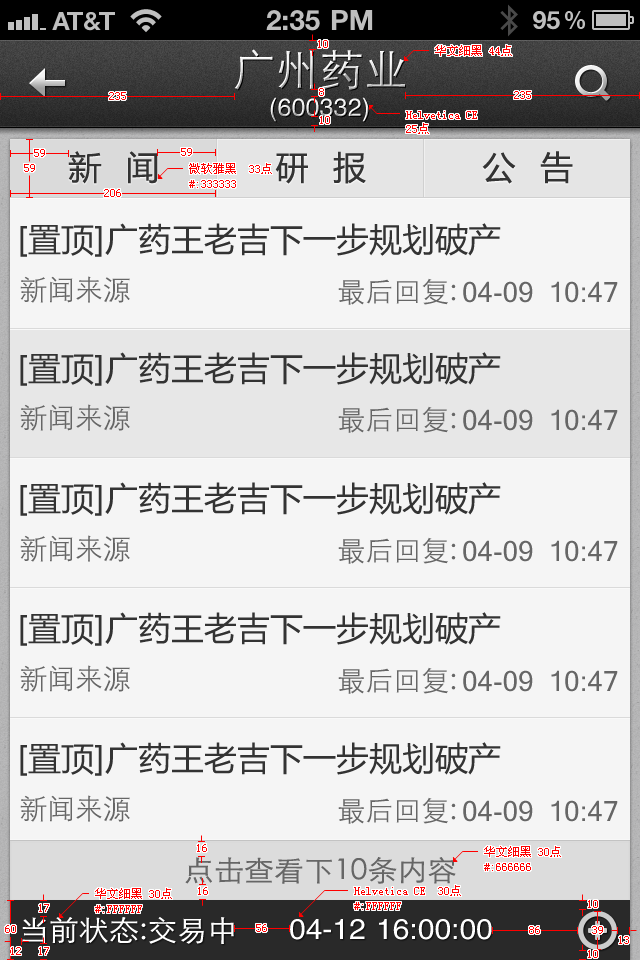 AT&T 2:35 PM 95%
10
华文细黑 44点
广州药业
235 8 235
(600332)
10
Helvetica CE
25点
59 59
新 闻 研 报 公 告
59
微软雅黑 33点
#:333333
206
[置顶]广药王老吉下一步规划破产
新闻来源 最后回复:04-09 10:47
[置顶]广药王老吉下一步规划破产
新闻来源 最后回复:04-09 10:47
[置顶]广药王老吉下一步规划破产
新闻来源 最后回复:04-09 10:47
[置顶]广药王老吉下一步规划破产
新闻来源 最后回复:04-09 10:47
[置顶]广药王老吉下一步规划破产
新闻来源 最后回复:04-09 10:47
16
华文细黑 30点
#:666666
点击查看下10条内容
16
华文细黑 30点
#:FFFFFF
Helvetica CE 30点
#:FFFFFF
17 10
60 当前状态:交易中 56 04-12 16:00:00 86 39 13
12 17 10